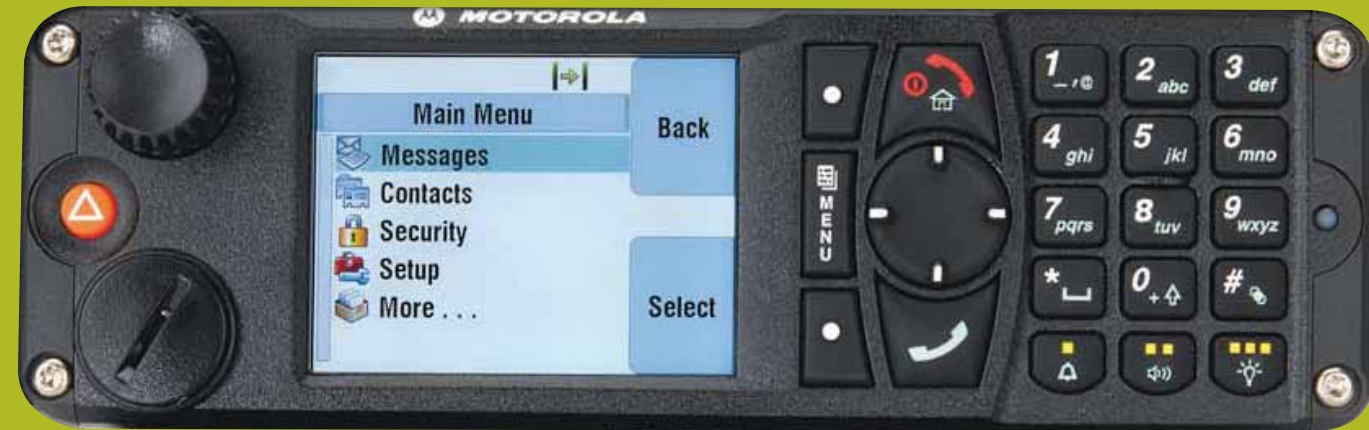 MOTOROLA
Main Menu
Messages
Contacts
Security
Setup
More . . .
Back
Select
MENU
1 _ , @
2 abc
3 def
4 ghi
5 jkl
6 mno
7 pqrs
8 tuv
9 wxyz
*
0 +
#